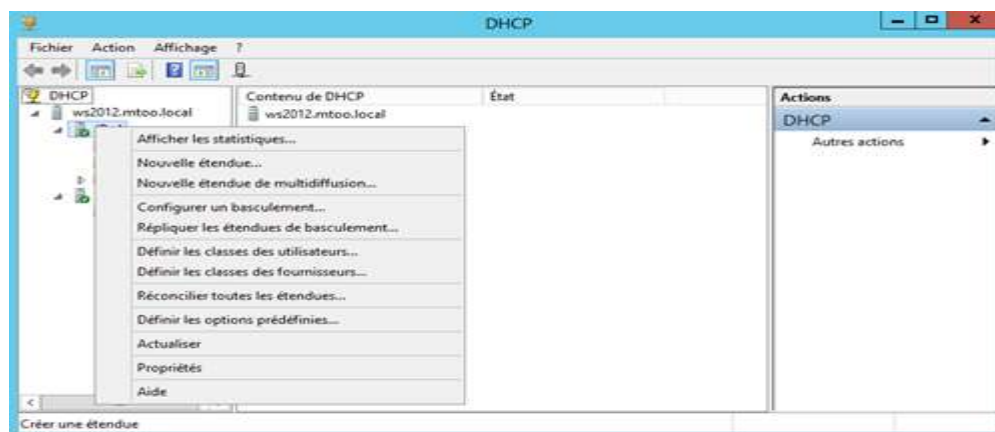 DHCP
Fichier Action Affichage ?
DHCP
ws2012.mtoo.local
Contenu de DHCP État
ws2012.mtoo.local
Actions
DHCP
Autres actions
Afficher les statistiques...
Nouvelle étendue...
Nouvelle étendue de multidiffusion...
Configurer un basculement...
Répliquer les étendues de basculement...
Définir les classes des utilisateurs...
Définir les classes des fournisseurs...
Réconcilier toutes les étendues...
Définir les options prédéfinies...
Actualiser
Propriétés
Aide
Créer une étendue